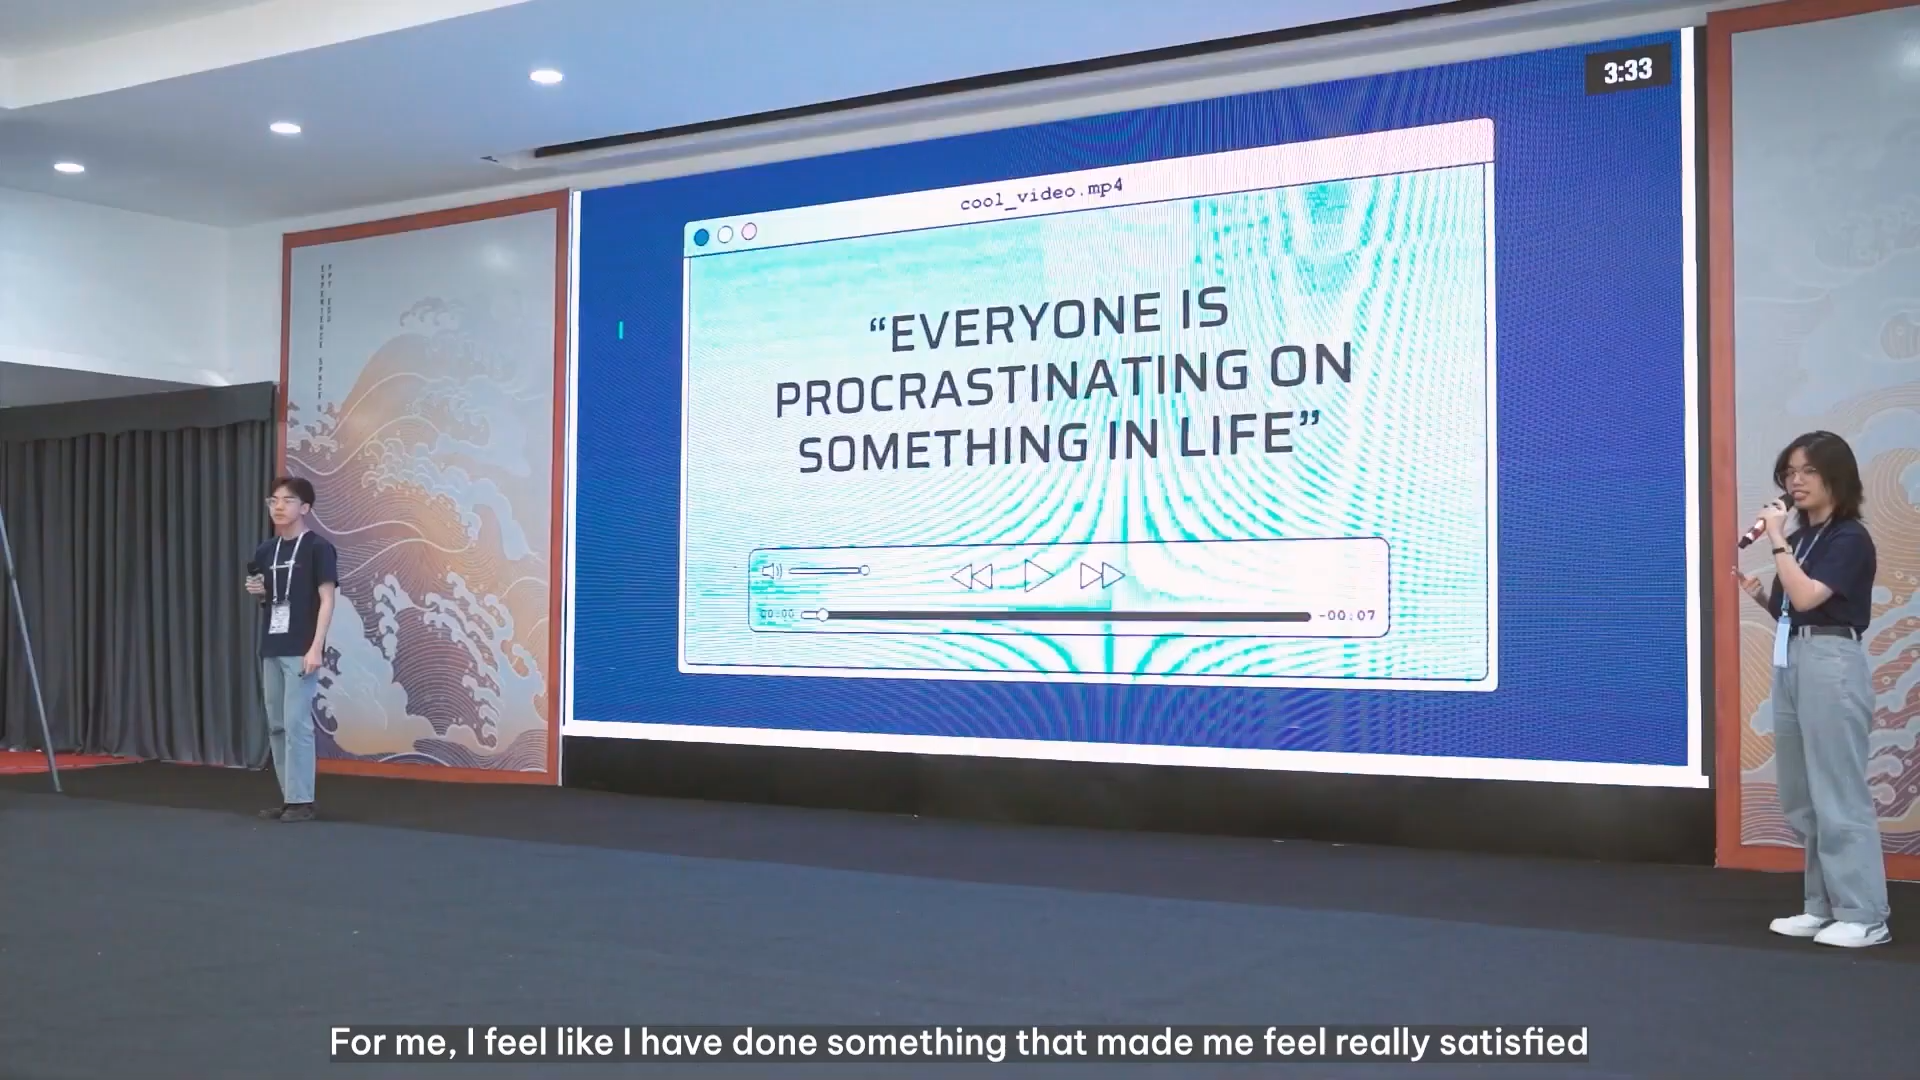 3:33
cool_video.mp4
“EVERYONE IS
PROCRASTINATING ON
SOMETHING IN LIFE”
00:00
-00:07
For me, I feel like I have done something that made me feel really satisfied